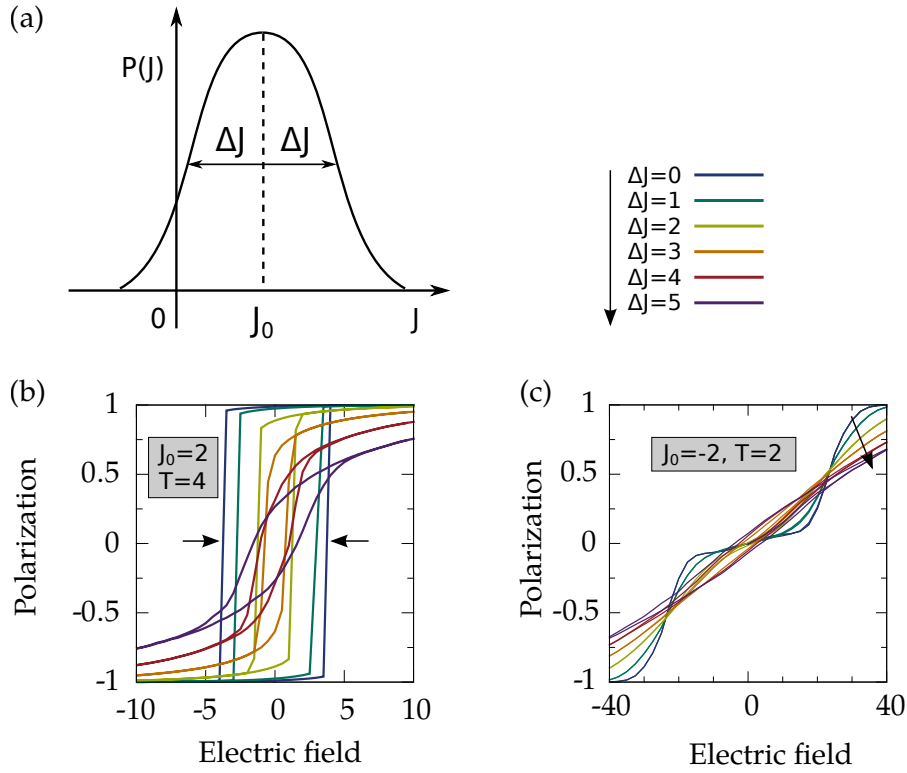 (a)
P(J)
ΔJ ΔJ
0 J₀ J
ΔJ=0
ΔJ=1
ΔJ=2
ΔJ=3
ΔJ=4
ΔJ=5
(b)
Polarization
1
0.5
0
-0.5
-1
J₀=2
T=4
-10 -5 0 5 10
Electric field
(c)
Polarization
1
0.5
0
-0.5
-1
J₀=-2, T=2
-40 0 40
Electric field